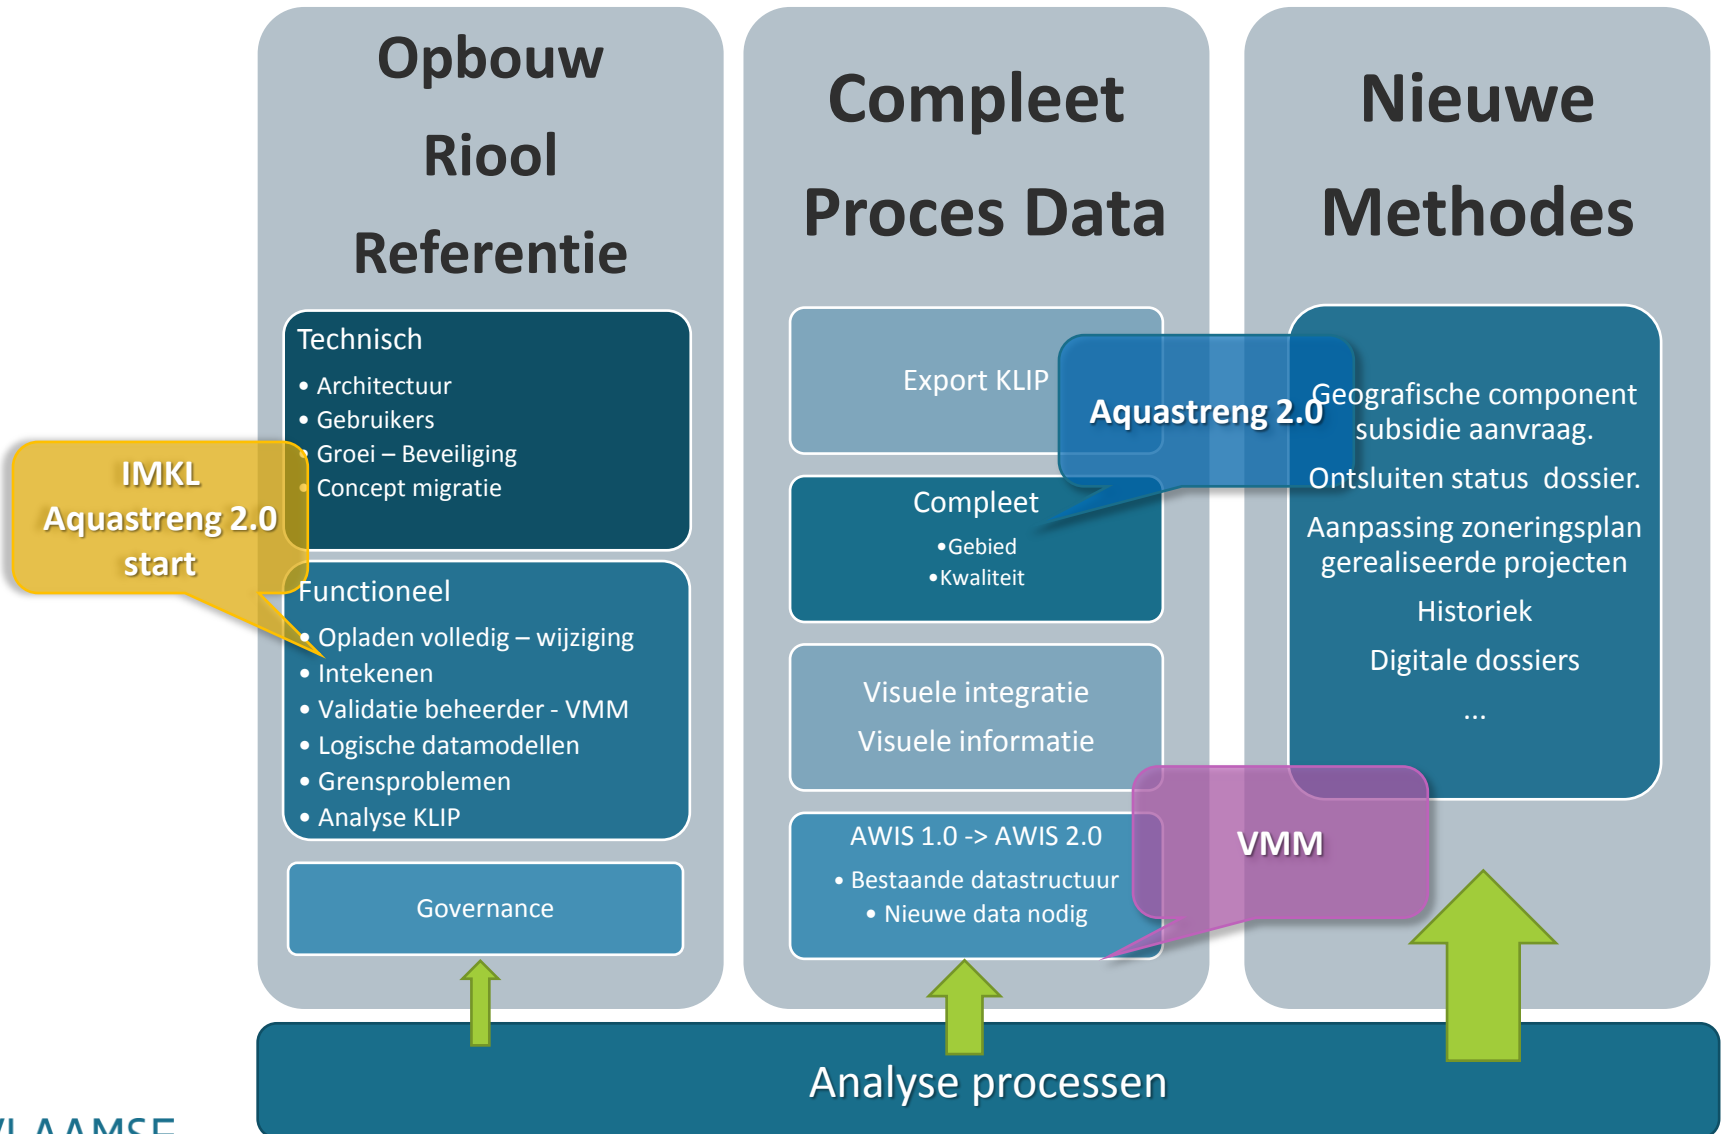 Opbouw
Riool
Referentie
Technisch
• Architectuur
• Gebruikers
• Groei – Beveiliging
• Concept migratie
IMKL
Aquastreng 2.0
start
Functioneel
• Opladen volledig – wijziging
• Intekenen
• Validatie beheerder - VMM
• Logische datamodellen
• Grensproblemen
• Analyse KLIP
Governance
Compleet
Proces Data
Export KLIP
Aquastreng 2.0
Compleet
•Gebied
•Kwaliteit
Visuele integratie
Visuele informatie
AWIS 1.0 -> AWIS 2.0
• Bestaande datastructuur
• Nieuwe data nodig
VMM
Nieuwe
Methodes
Geografische component
subsidie aanvraag.
Ontsluiten status dossier.
Aanpassing zoneringsplan
gerealiseerde projecten
Historiek
Digitale dossiers
...
Analyse processen
VLAAMSE